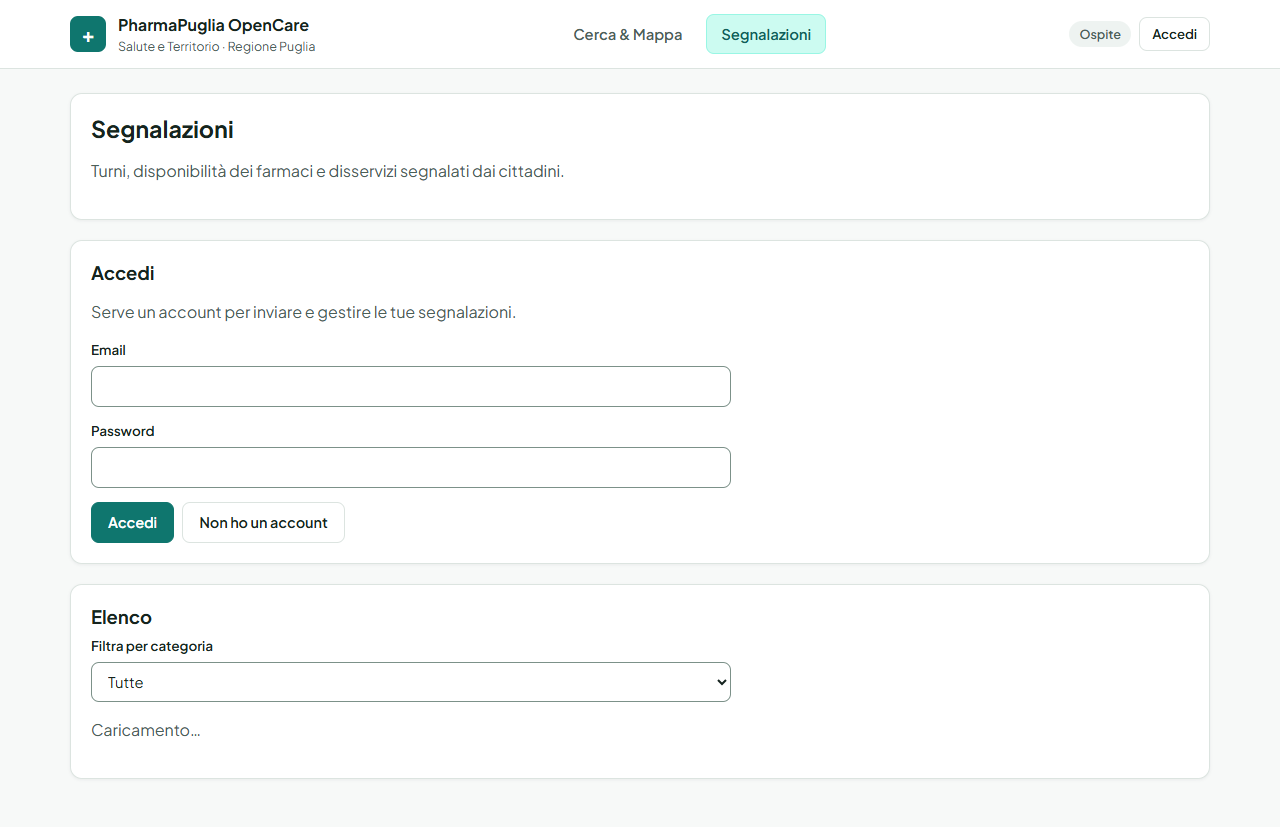 PharmaPuglia OpenCare
Salute e Territorio · Regione Puglia
Cerca & Mappa
Segnalazioni
Ospite
Accedi
Segnalazioni
Turni, disponibilità dei farmaci e disservizi segnalati dai cittadini.
Accedi
Serve un account per inviare e gestire le tue segnalazioni.
Email
Password
Accedi
Non ho un account
Elenco
Filtra per categoria
Tutte
Caricamento…